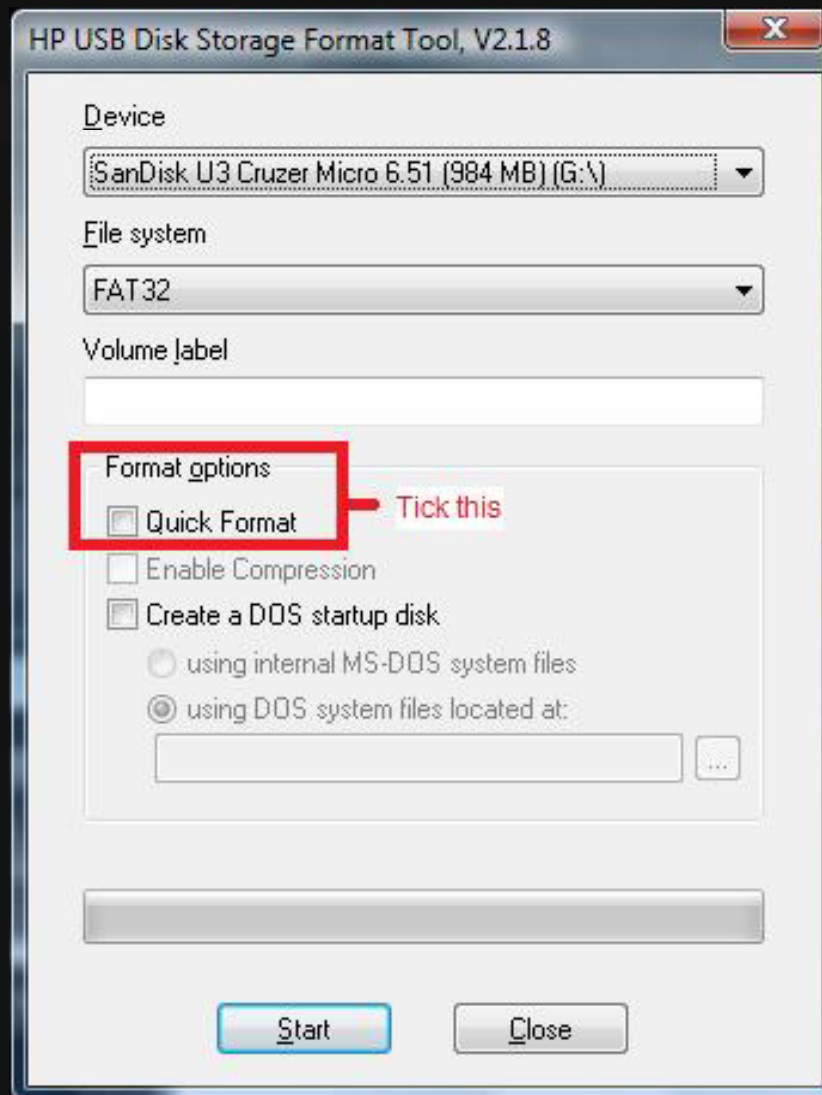 HP USB Disk Storage Format Tool, V2.1.8
Device
SanDisk U3 Cruzer Micro 6.51 (984 MB) (G:\)
File system
FAT32
Volume label
Format options
Quick Format
Tick this
Enable Compression
Create a DOS startup disk
using internal MS-DOS system files
using DOS system files located at:
...
Start
Close